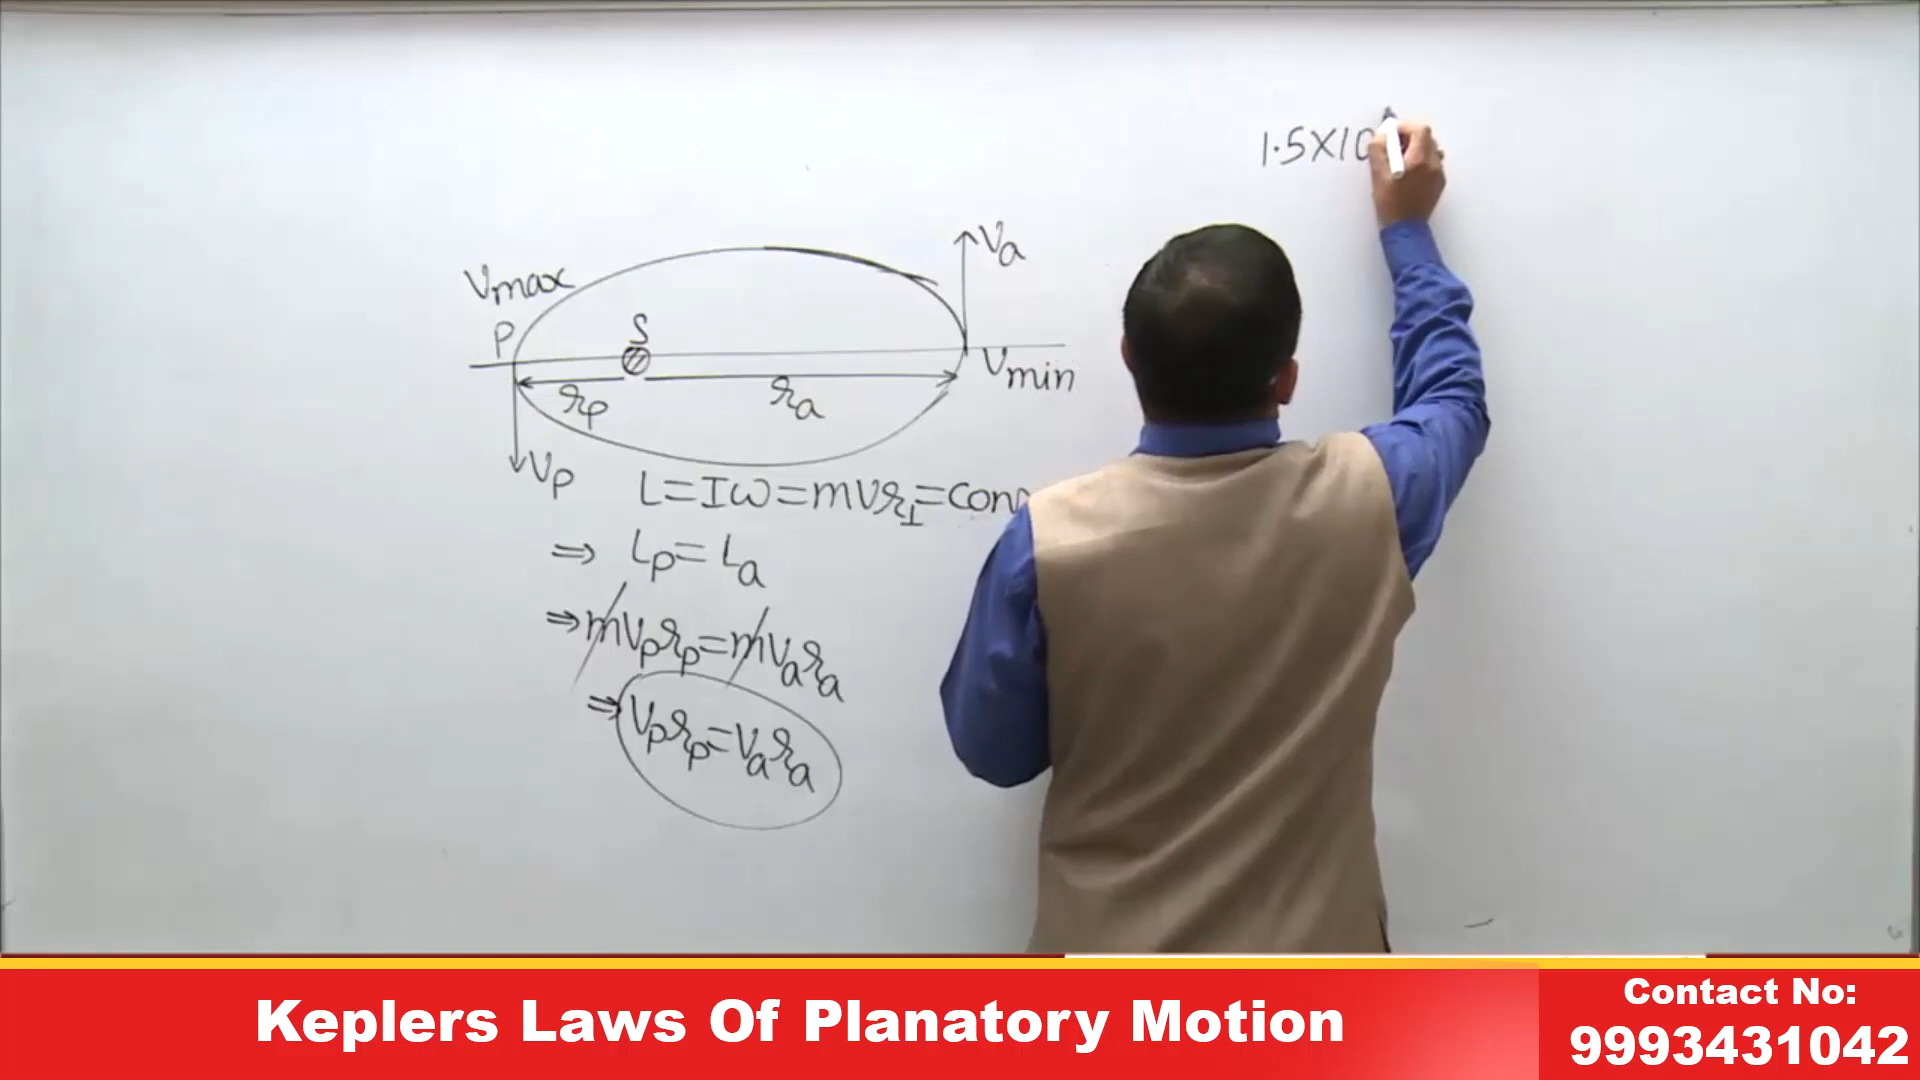 1.5X10
Va
Vmax
P
S
Vmin
rp
ra
Vp
L=Iω=mVr⊥=con
⇒ Lp=La
⇒mVprp=mVara
⇒Vprp=Vara
Keplers Laws Of Planatory Motion
Contact No:
9993431042